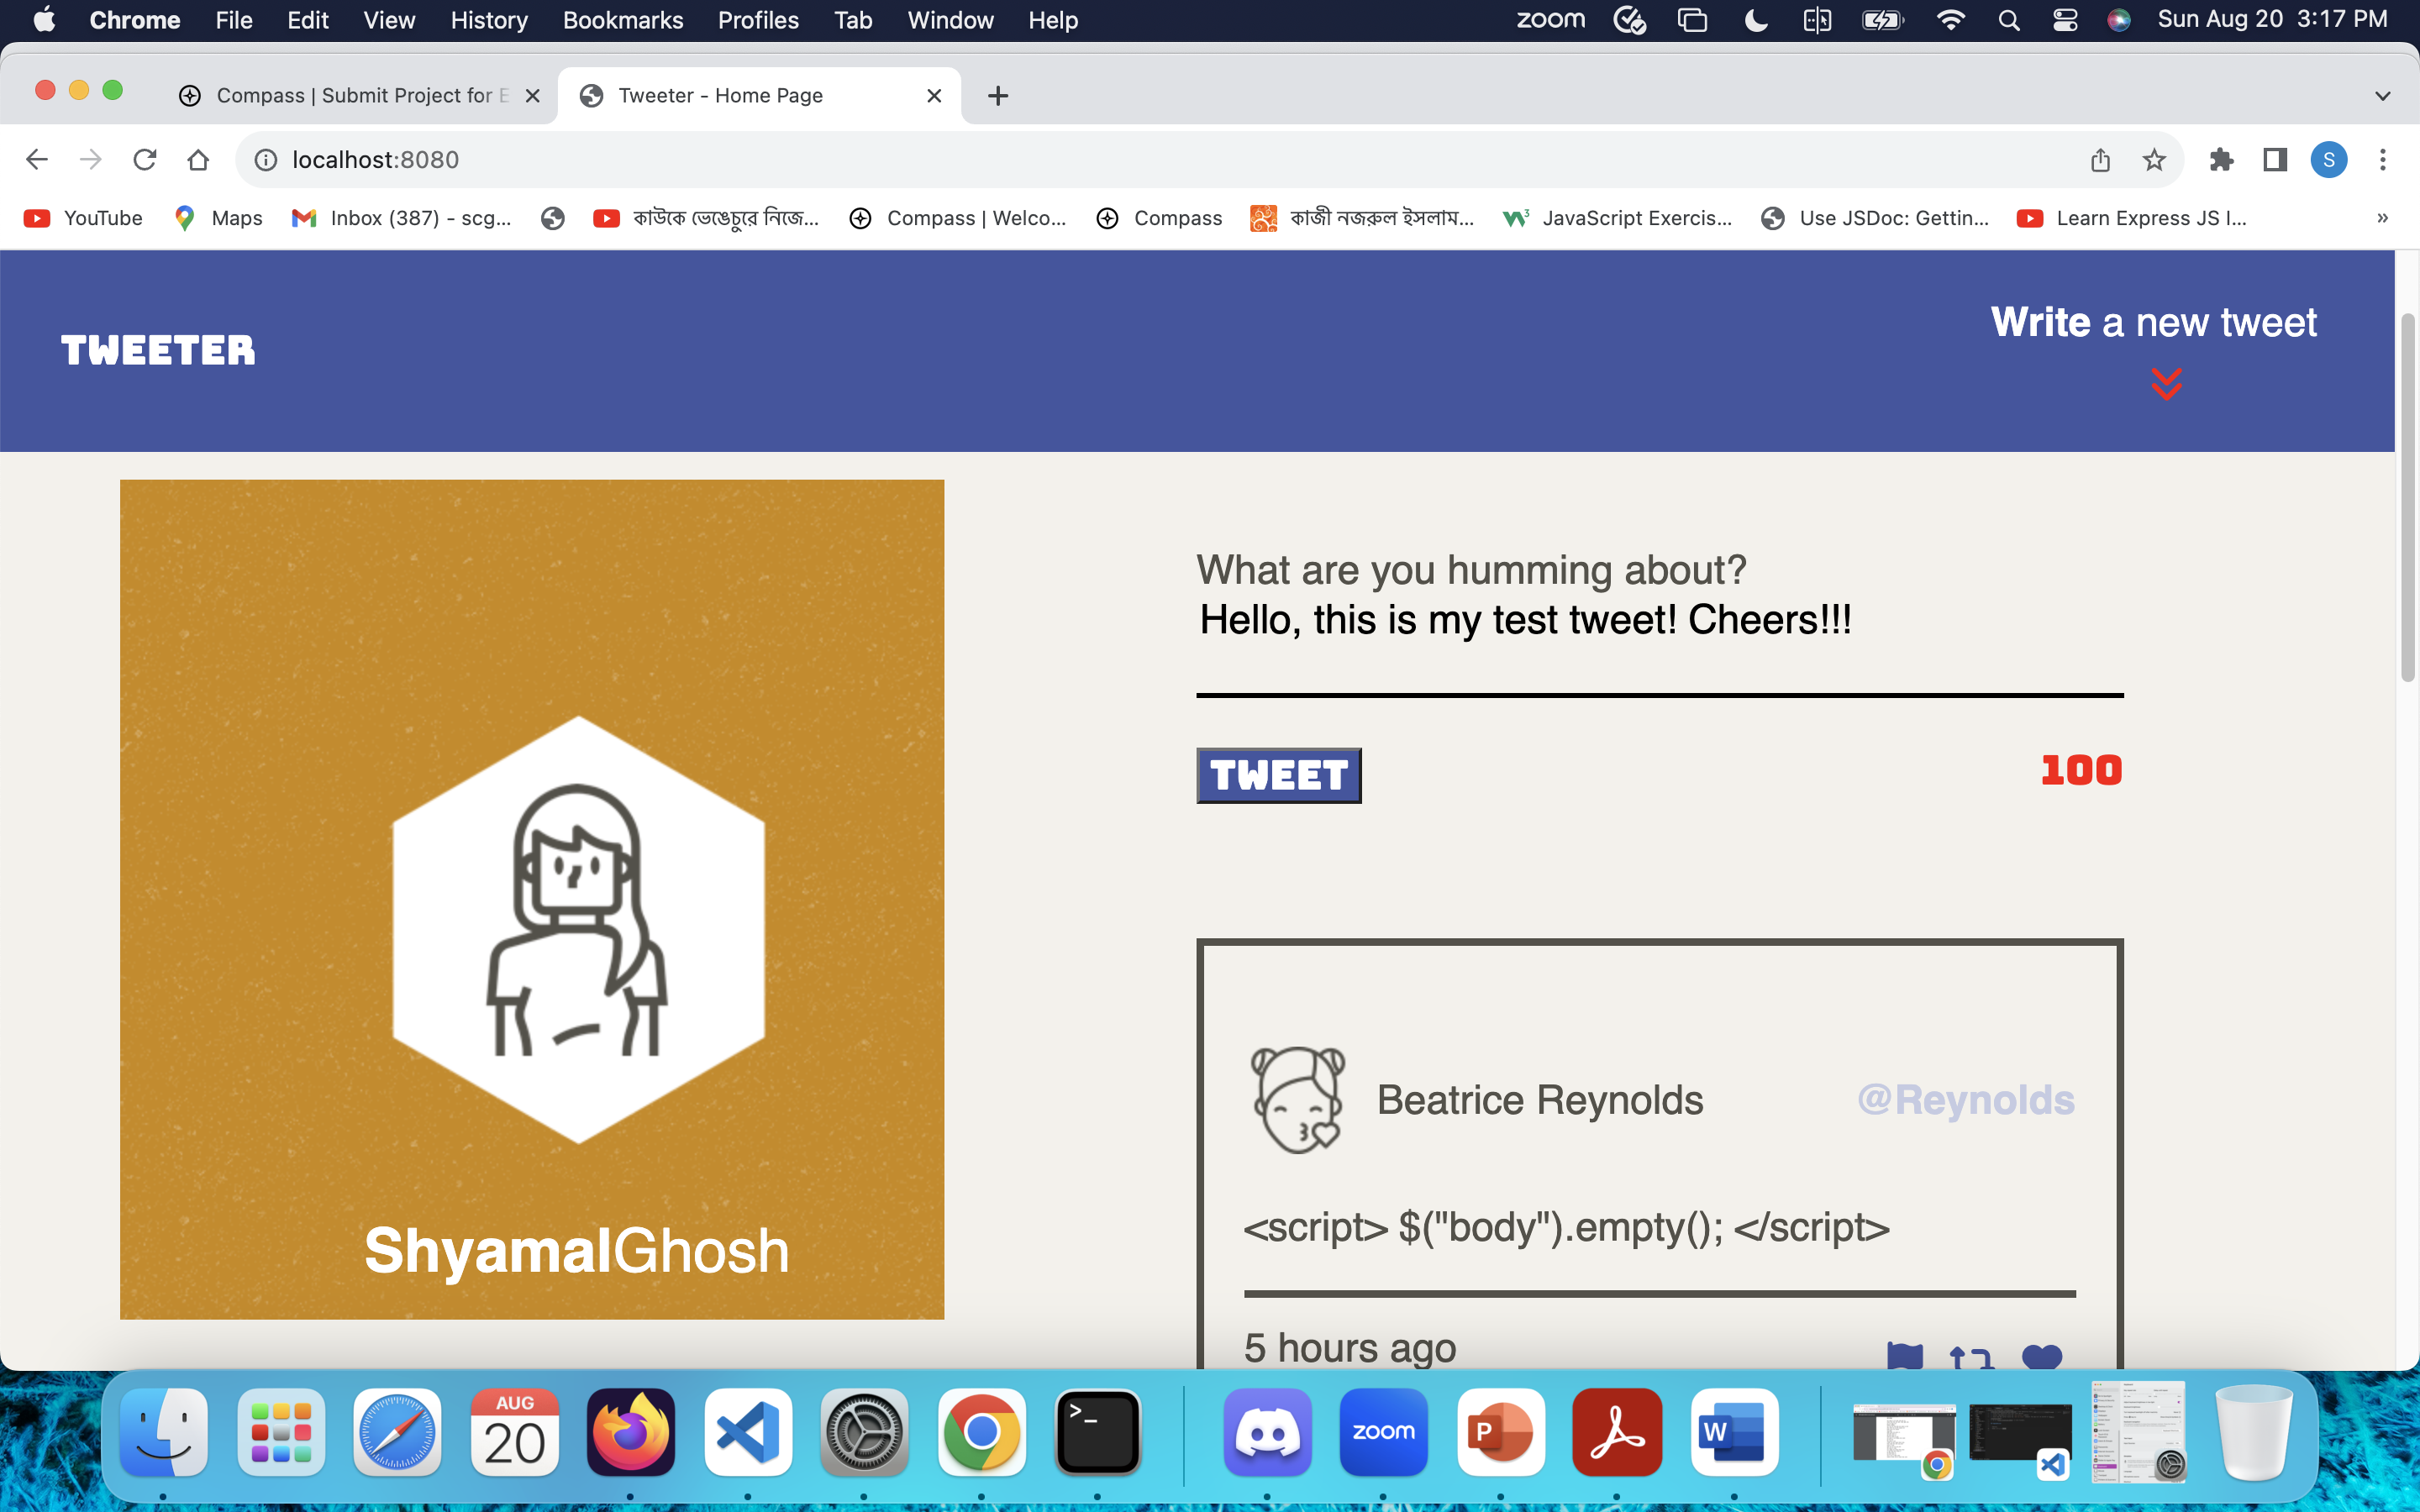 Chrome File Edit View History Bookmarks Profiles Tab Window Help zoom Sun Aug 20 3:17 PM
Compass | Submit Project for E Tweeter - Home Page
localhost:8080 S
YouTube Maps Inbox (387) - scg... কাউকে ভেঙেচুরে নিজে... Compass | Welco... Compass কাজী নজরুল ইসলাম... JavaScript Exercis... Use JSDoc: Gettin... Learn Express JS I... »
TWEETER
Write a new tweet
What are you humming about?
Hello, this is my test tweet! Cheers!!!
TWEET 100
Beatrice Reynolds @Reynolds
<script> $("body").empty(); </script>
5 hours ago
ShyamalGhosh
AUG
20
>_
zoom
P
W